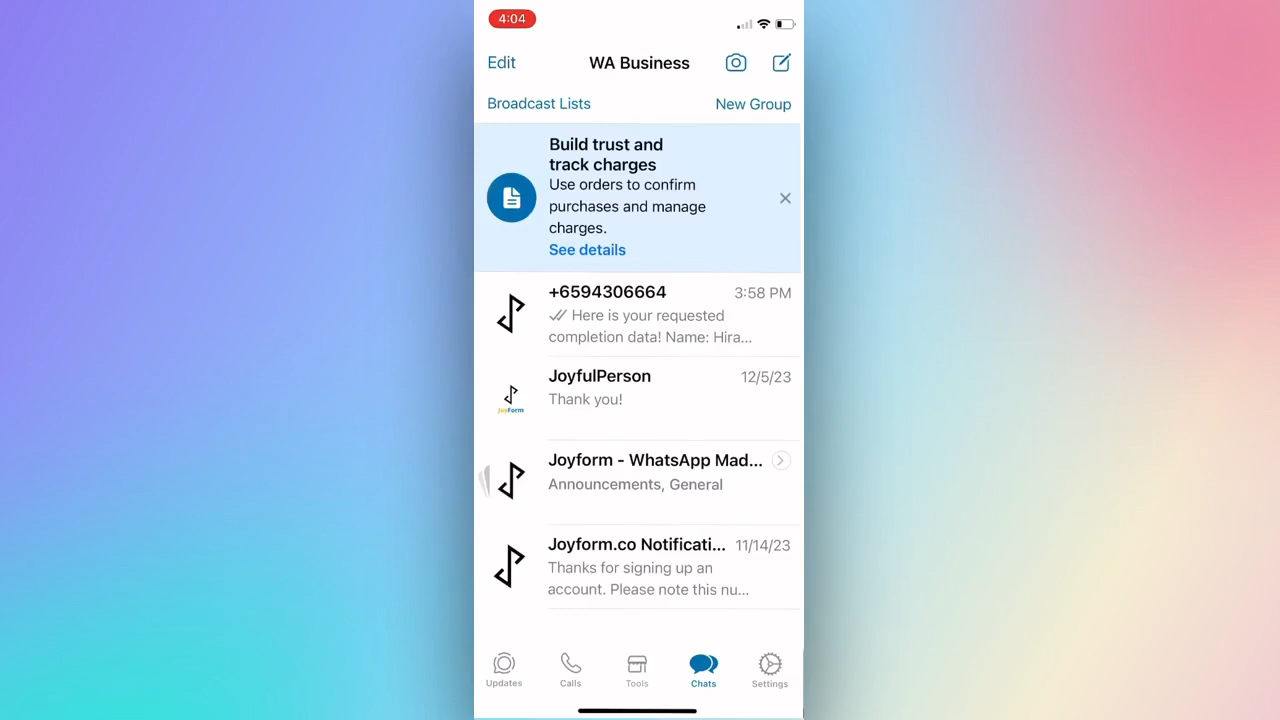 4:04
Edit
WA Business
Broadcast Lists
New Group
Build trust and
track charges
Use orders to confirm
purchases and manage
charges.
See details
+6594306664
3:58 PM
Here is your requested
completion data! Name: Hira...
JoyfulPerson
12/5/23
Thank you!
JoyForm
Joyform - WhatsApp Mad...
Announcements, General
Joyform.co Notificati...
11/14/23
Thanks for signing up an
account. Please note this nu...
Updates
Calls
Tools
Chats
Settings